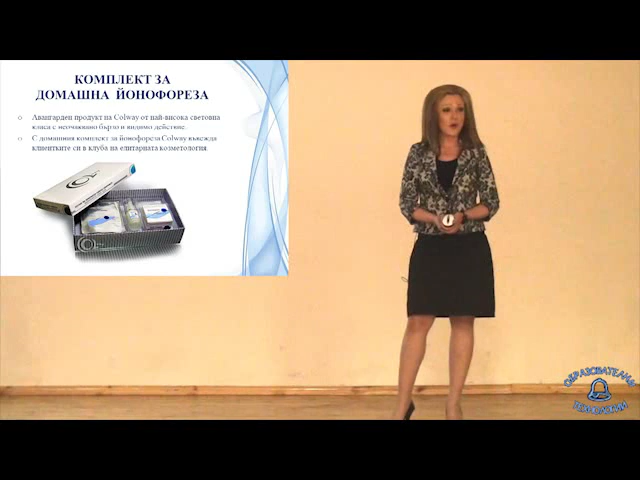 КОМПЛЕКТ ЗА
ДОМАШНА ЙОНОФОРЕЗА
Авангарден продукт на Colway от най-висока световна
класа с неочаквано бързо и видимо действие.
С домашния комплект за йонофореза Colway въвежда
клиентките си в клуба на елитарната козметология.
ОБРАЗОВАТЕЛНИ
ТЕХНОЛОГИИ